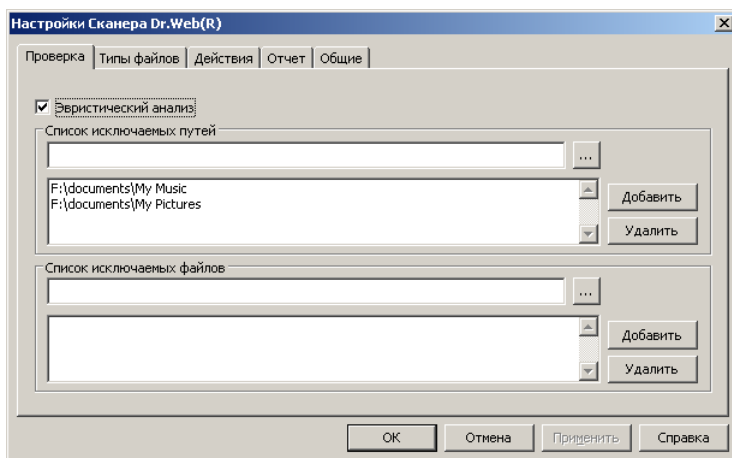 Настройки Сканера Dr.Web(R)
Проверка Типы файлов Действия Отчет Общие
Эвристический анализ
Список исключаемых путей
...
F:\documents\My Music
F:\documents\My Pictures
Добавить
Удалить
Список исключаемых файлов
...
Добавить
Удалить
OK Отмена Применить Справка